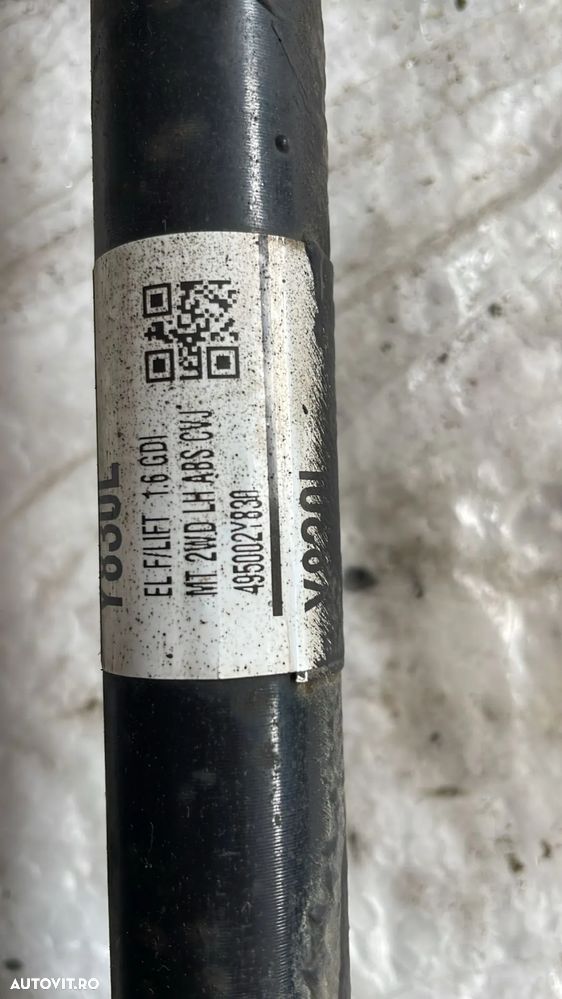 Y830L
EL F/LIFT 1.6 GDI
MT 2WD LH ABS CVJ
495002Y830
Y830L
AUTOVIT.RO